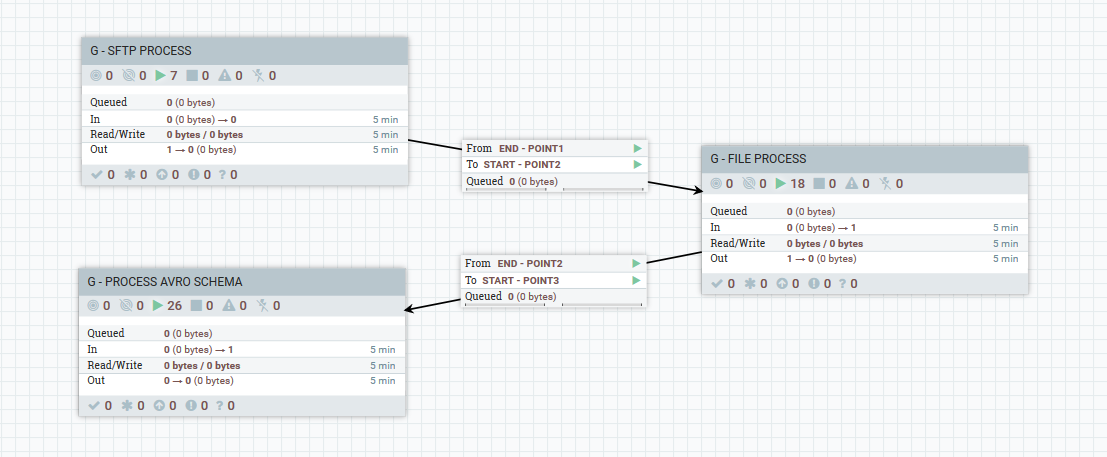 G - SFTP PROCESS
0 0 7 0 0 0
Queued 0 (0 bytes)
In 0 (0 bytes) → 0 5 min
Read/Write 0 bytes / 0 bytes 5 min
Out 1 → 0 (0 bytes) 5 min
0 0 0 0 ? 0
From END - POINT1
To START - POINT2
Queued 0 (0 bytes)
G - FILE PROCESS
0 0 18 0 0 0
Queued 0 (0 bytes)
In 0 (0 bytes) → 1 5 min
Read/Write 0 bytes / 0 bytes 5 min
Out 1 → 0 (0 bytes) 5 min
0 0 0 0 ? 0
From END - POINT2
To START - POINT3
Queued 0 (0 bytes)
G - PROCESS AVRO SCHEMA
0 0 26 0 0 0
Queued 0 (0 bytes)
In 0 (0 bytes) → 1 5 min
Read/Write 0 bytes / 0 bytes 5 min
Out 0 → 0 (0 bytes) 5 min
0 0 0 0 ? 0